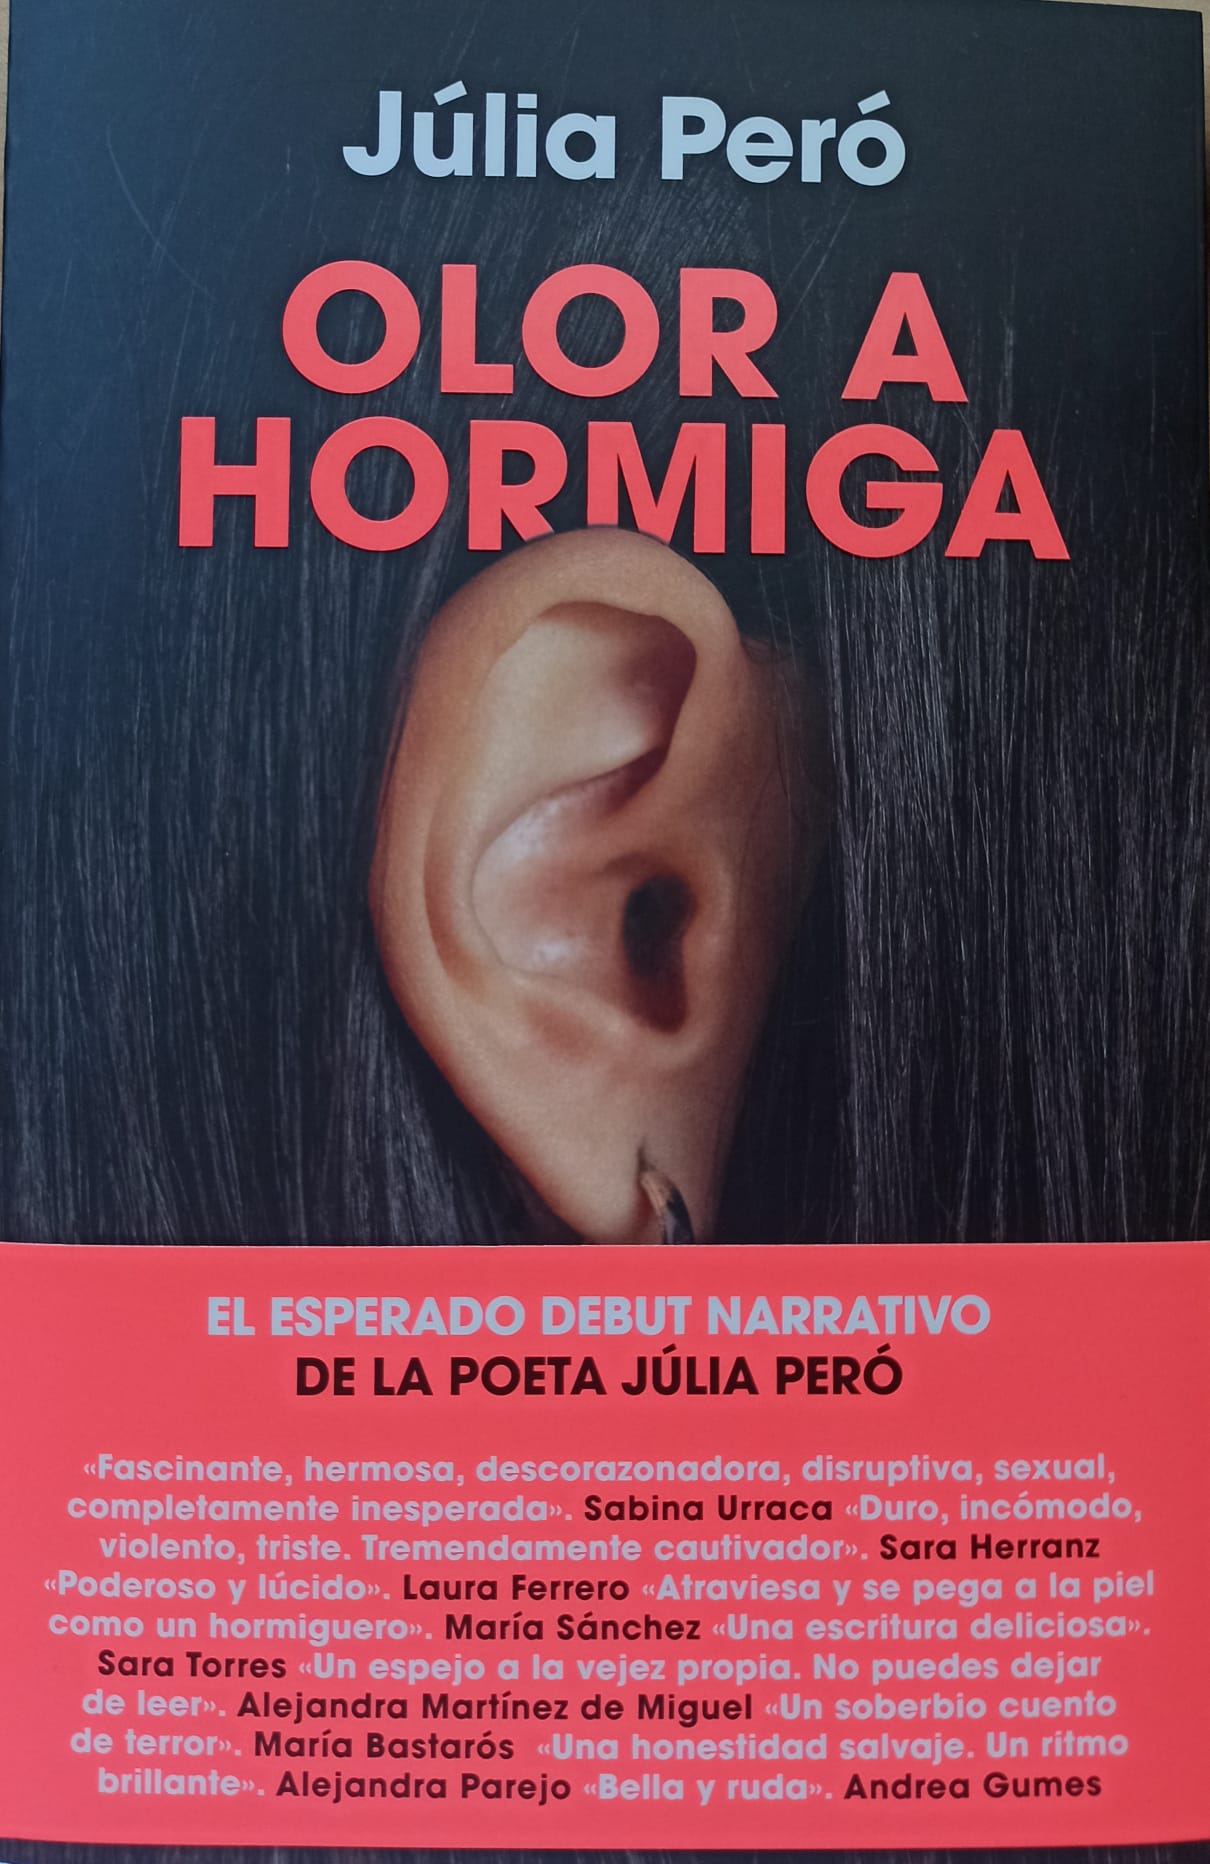 Júlia Peró
OLOR A
HORMIGA
EL ESPERADO DEBUT NARRATIVO
DE LA POETA JÚLIA PERÓ
«Fascinante, hermosa, descorazonadora, disruptiva, sexual,
completamente inesperada». Sabina Urraca «Duro, incómodo,
violento, triste. Tremendamente cautivador». Sara Herranz
«Poderoso y lúcido». Laura Ferrero «Atraviesa y se pega a la piel
como un hormiguero». María Sánchez «Una escritura deliciosa».
Sara Torres «Un espejo a la vejez propia. No puedes dejar
de leer». Alejandra Martínez de Miguel «Un soberbio cuento
de terror». María Bastarós «Una honestidad salvaje. Un ritmo
brillante». Alejandra Parejo «Bella y ruda». Andrea Gumes